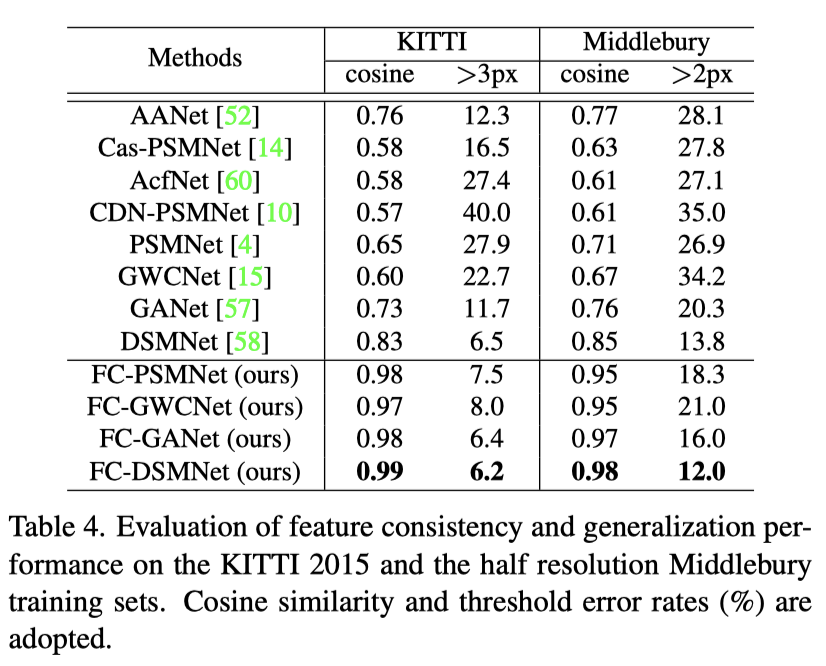 Methods KITTI Middlebury
cosine >3px cosine >2px
AANet [52] 0.76 12.3 0.77 28.1
Cas-PSMNet [14] 0.58 16.5 0.63 27.8
AcfNet [60] 0.58 27.4 0.61 27.1
CDN-PSMNet [10] 0.57 40.0 0.61 35.0
PSMNet [4] 0.65 27.9 0.71 26.9
GWCNet [15] 0.60 22.7 0.67 34.2
GANet [57] 0.73 11.7 0.76 20.3
DSMNet [58] 0.83 6.5 0.85 13.8
FC-PSMNet (ours) 0.98 7.5 0.95 18.3
FC-GWCNet (ours) 0.97 8.0 0.95 21.0
FC-GANet (ours) 0.98 6.4 0.97 16.0
FC-DSMNet (ours) 0.99 6.2 0.98 12.0
Table 4. Evaluation of feature consistency and generalization per-
formance on the KITTI 2015 and the half resolution Middlebury
training sets. Cosine similarity and threshold error rates (%) are
adopted.